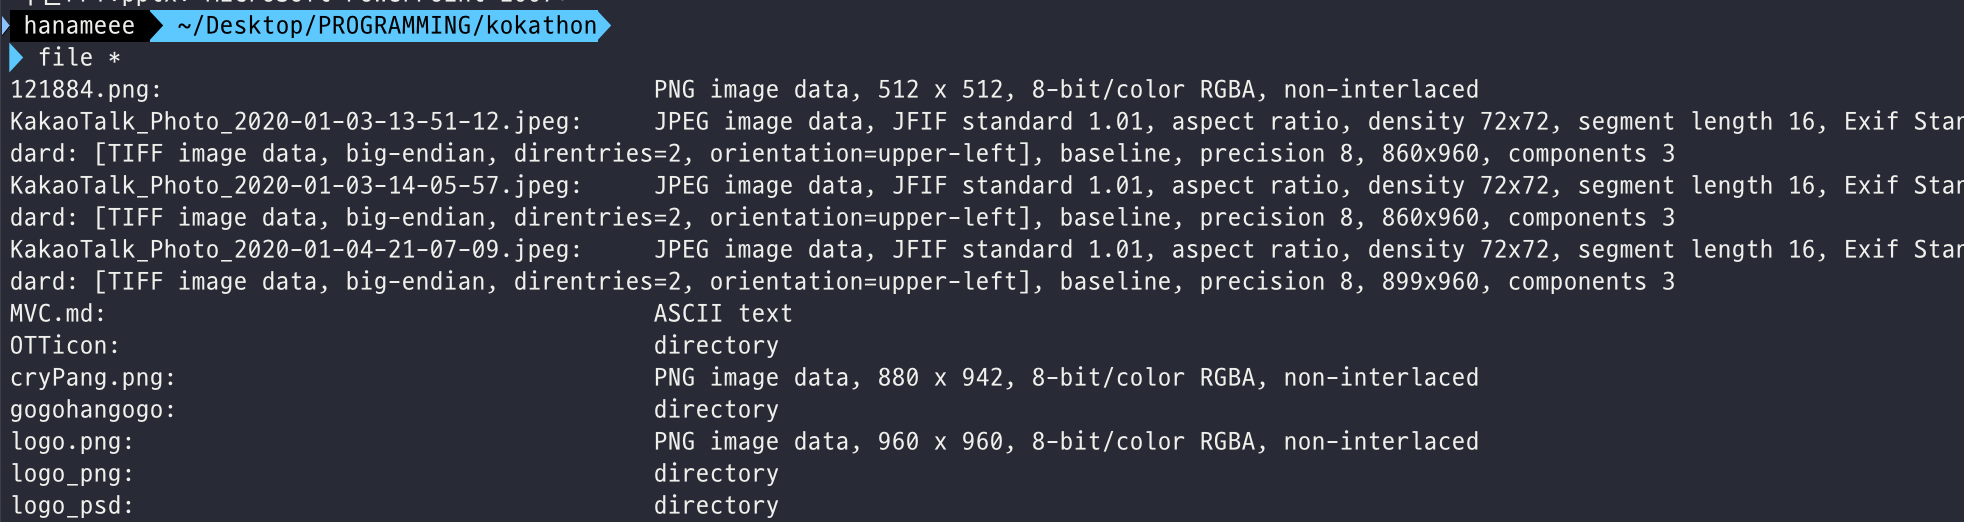 hanameee ~/Desktop/PROGRAMMING/kokathon
file *
121884.png: PNG image data, 512 x 512, 8-bit/color RGBA, non-interlaced
KakaoTalk_Photo_2020-01-03-13-51-12.jpeg: JPEG image data, JFIF standard 1.01, aspect ratio, density 72x72, segment length 16, Exif Stan
dard: [TIFF image data, big-endian, direntries=2, orientation=upper-left], baseline, precision 8, 860x960, components 3
KakaoTalk_Photo_2020-01-03-14-05-57.jpeg: JPEG image data, JFIF standard 1.01, aspect ratio, density 72x72, segment length 16, Exif Stan
dard: [TIFF image data, big-endian, direntries=2, orientation=upper-left], baseline, precision 8, 860x960, components 3
KakaoTalk_Photo_2020-01-04-21-07-09.jpeg: JPEG image data, JFIF standard 1.01, aspect ratio, density 72x72, segment length 16, Exif Stan
dard: [TIFF image data, big-endian, direntries=2, orientation=upper-left], baseline, precision 8, 899x960, components 3
MVC.md: ASCII text
OTTicon: directory
cryPang.png: PNG image data, 880 x 942, 8-bit/color RGBA, non-interlaced
gogohangogo: directory
logo.png: PNG image data, 960 x 960, 8-bit/color RGBA, non-interlaced
logo_png: directory
logo_psd: directory